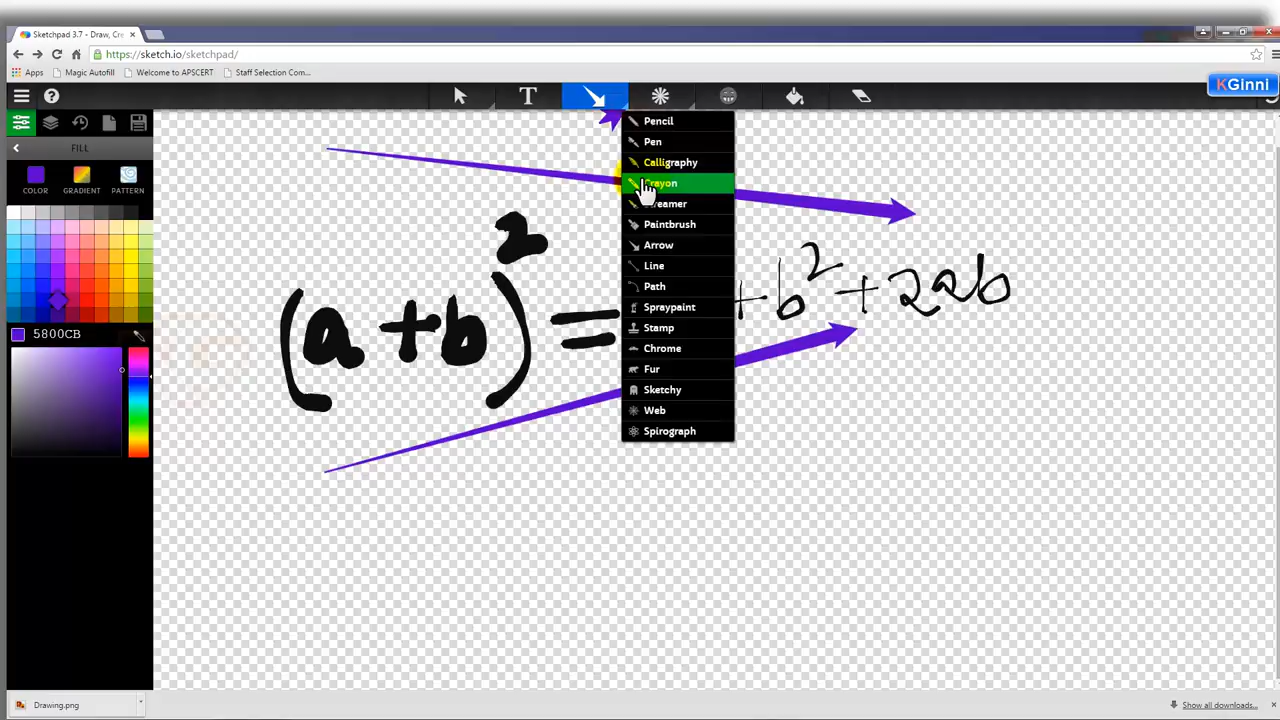 Sketchpad 3.7 - Draw, Cre
https://sketch.io/sketchpad/
Apps Magic Autofill Welcome to APSCERT Staff Selection Com...
KGinni
T
FILL
COLOR GRADIENT PATTERN
5800CB
Pencil
Pen
Calligraphy
Crayon
Streamer
Paintbrush
Arrow
Line
Path
Spraypaint
Stamp
Chrome
Fur
Sketchy
Web
Spirograph
(a+b)² = +b²+2ab
Drawing.png
Show all downloads...